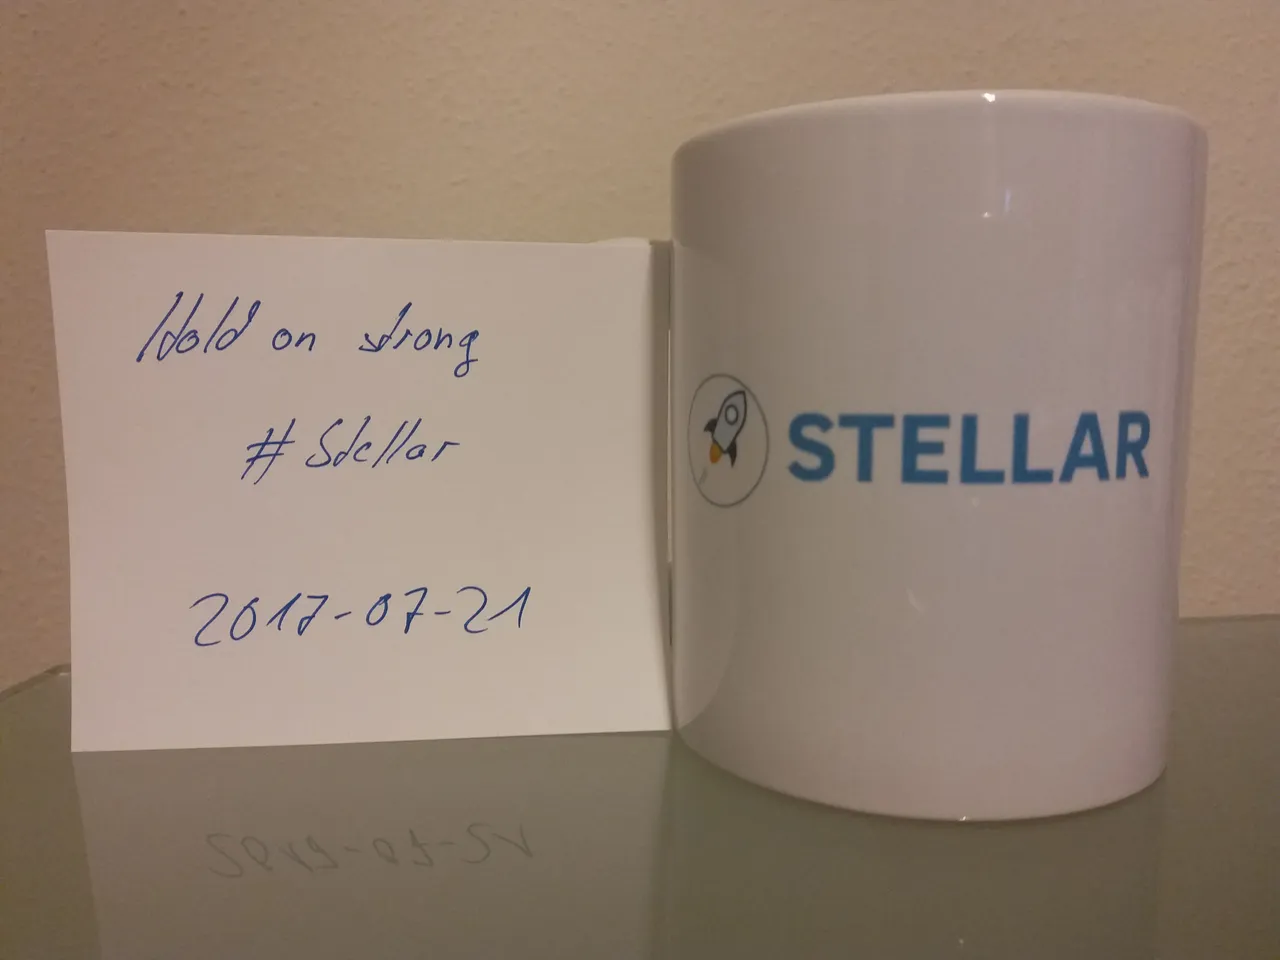 Hold on strong
# Stellar
2017-07-21
STELLAR